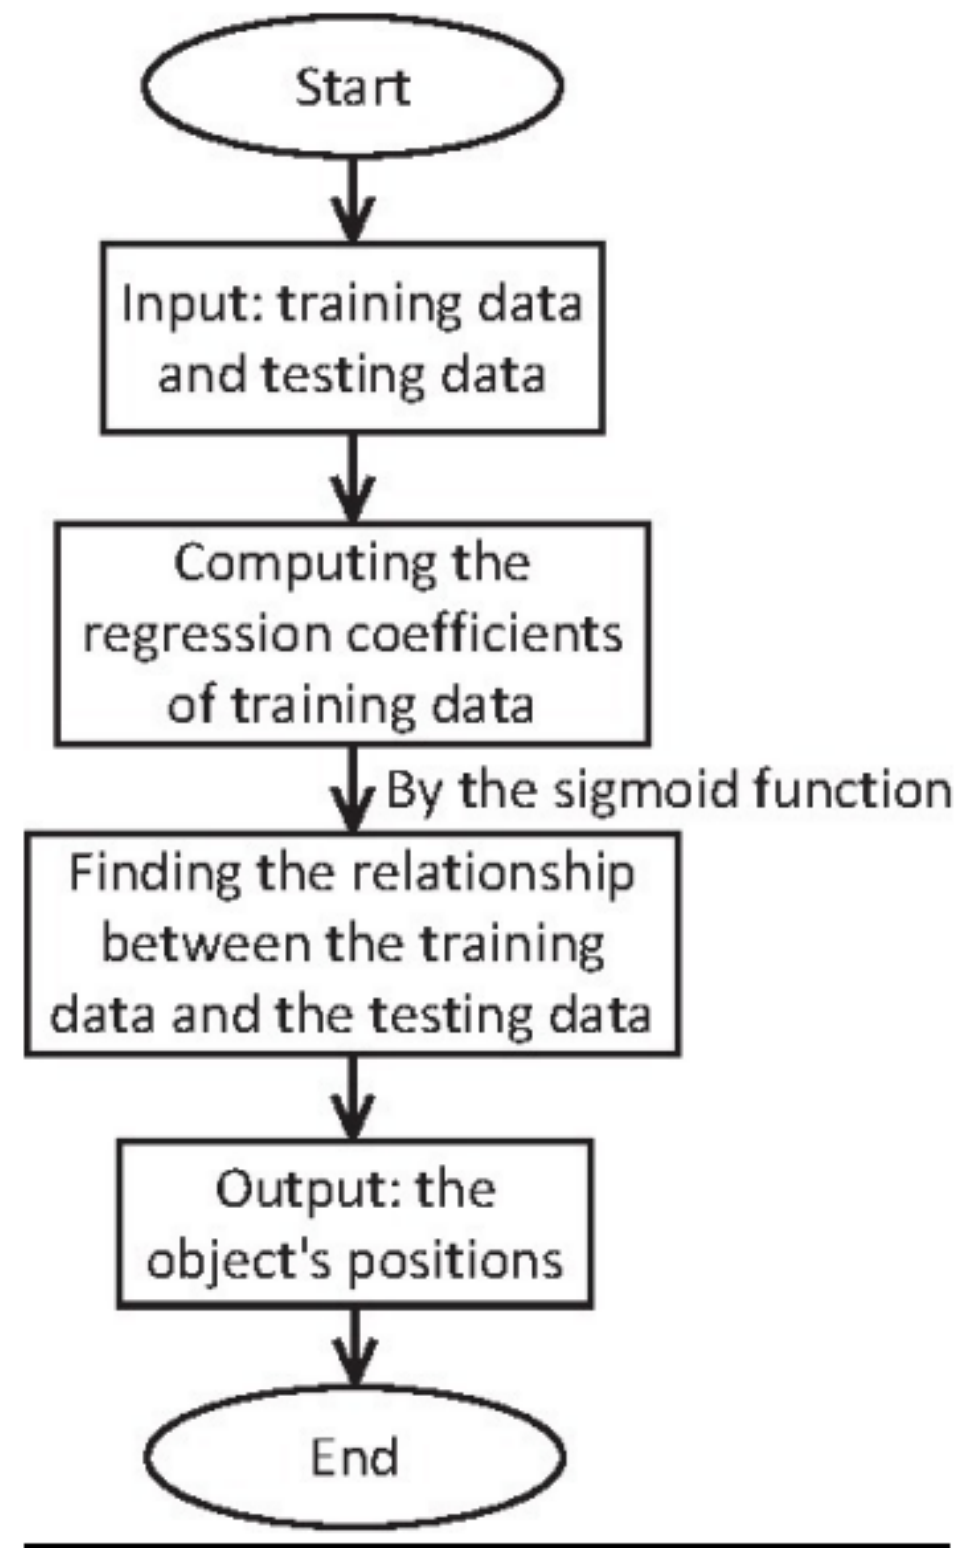 Start
Input: training data
and testing data
Computing the
regression coefficients
of training data
By the sigmoid function
Finding the relationship
between the training
data and the testing data
Output: the
object's positions
End